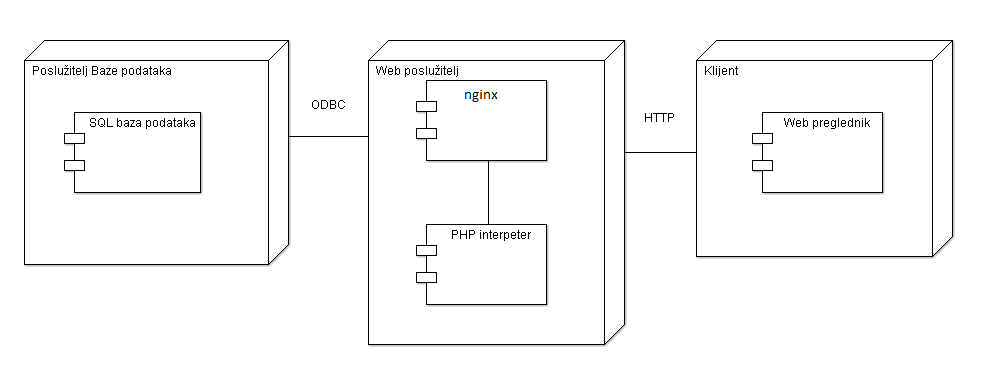 Poslužitelj Baze podataka
SQL baza podataka
ODBC
Web poslužitelj
nginx
PHP interpeter
HTTP
Klijent
Web preglednik